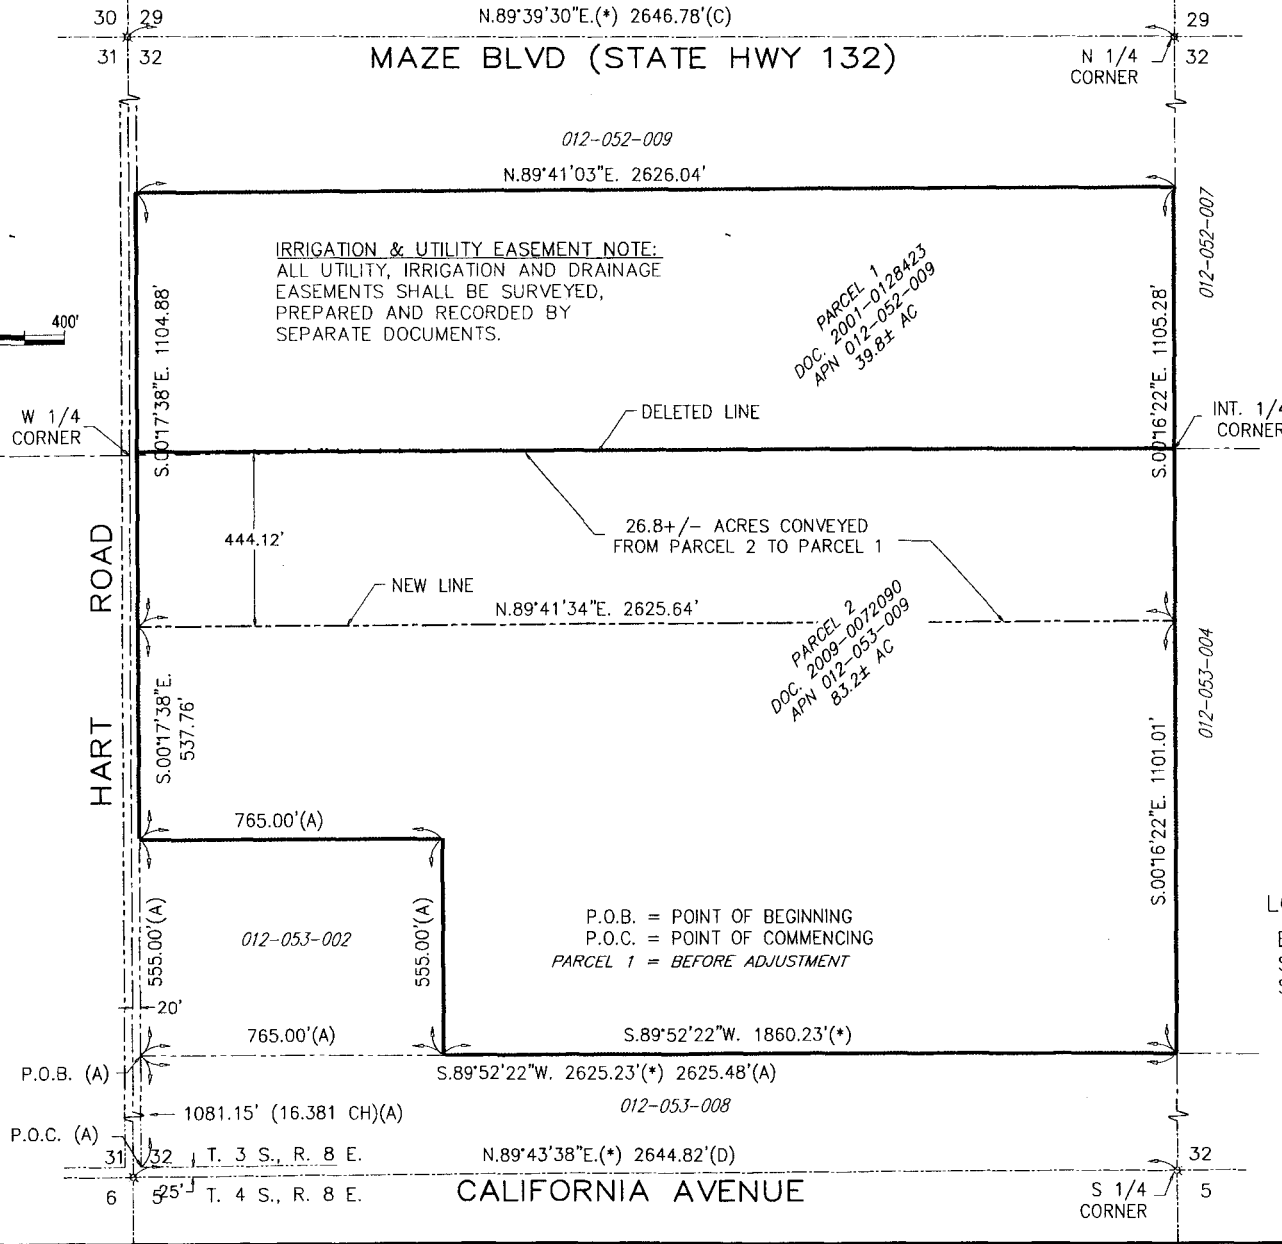 30 29
N.89°39'30"E.(*) 2646.78'(C)
29
31 32
MAZE BLVD (STATE HWY 132)
N 1/4
CORNER
32
012-052-009
N.89°41'03"E. 2626.04'
012-052-007
IRRIGATION & UTILITY EASEMENT NOTE:
ALL UTILITY, IRRIGATION AND DRAINAGE
EASEMENTS SHALL BE SURVEYED,
PREPARED AND RECORDED BY
SEPARATE DOCUMENTS.
PARCEL 1
DOC. 2001-0128423
APN 012-052-009
39.8± AC
400'
S.00°17'38"E. 1104.88'
S.00°16'22"E. 1105.28'
W 1/4
CORNER
DELETED LINE
INT. 1/4
CORNER
444.12'
26.8+/- ACRES CONVEYED
FROM PARCEL 2 TO PARCEL 1
NEW LINE
N.89°41'34"E. 2625.64'
PARCEL 2
DOC. 2009-0072090
APN 012-053-009
83.2± AC
HART ROAD
S.00°17'38"E.
537.76'
012-053-004
S.00°16'22"E. 1101.01'
765.00'(A)
555.00'(A)
012-053-002
555.00'(A)
P.O.B. = POINT OF BEGINNING
P.O.C. = POINT OF COMMENCING
PARCEL 1 = BEFORE ADJUSTMENT
20'
765.00'(A)
S.89°52'22"W. 1860.23'(*)
P.O.B. (A)
S.89°52'22"W. 2625.23'(*) 2625.48'(A)
1081.15' (16.381 CH)(A)
012-053-008
P.O.C. (A)
31 32
T. 3 S., R. 8 E.
N.89°43'38"E.(*) 2644.82'(D)
32
6 5
25'
T. 4 S., R. 8 E.
CALIFORNIA AVENUE
S 1/4
CORNER
5